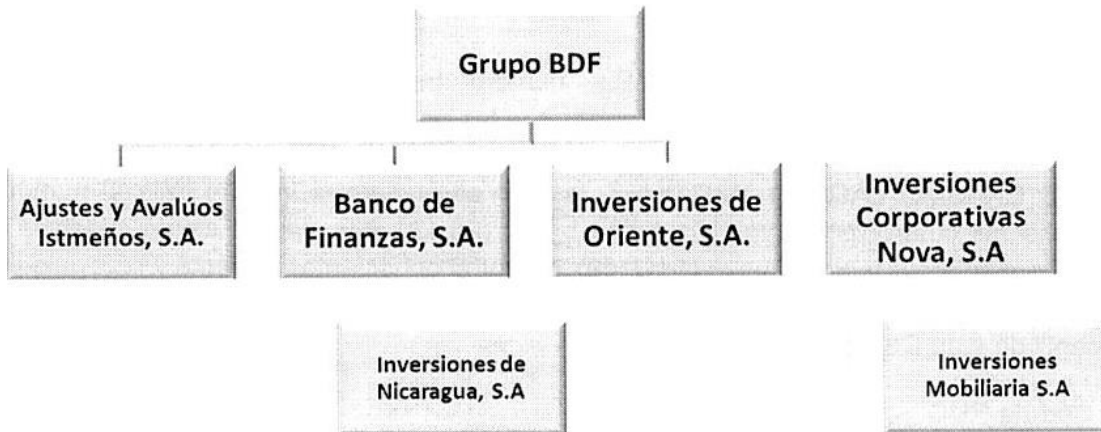 Grupo BDF
Ajustes y Avalúos
Istmeños, S.A.
Banco de
Finanzas, S.A.
Inversiones de
Oriente, S.A.
Inversiones
Corporativas
Nova, S.A
Inversiones de
Nicaragua, S.A
Inversiones
Mobiliaria S.A